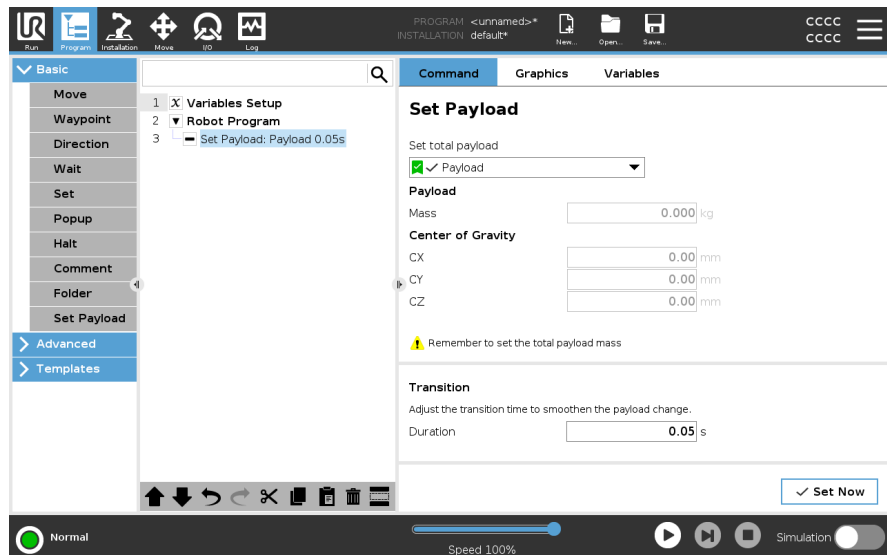 PROGRAM <unnamed>*
INSTALLATION default*
UR
Run
Program
Installation
Move
I/O
Log
New...
Open...
Save...
CCCC
CCCC
Basic
Move
Waypoint
Direction
Wait
Set
Popup
Halt
Comment
Folder
Set Payload
Advanced
Templates
1 X Variables Setup
2 Robot Program
3 Set Payload: Payload 0.05s
Command Graphics Variables
Set Payload
Set total payload
Payload
Payload
Mass 0.000 kg
Center of Gravity
CX 0.00 mm
CY 0.00 mm
CZ 0.00 mm
Remember to set the total payload mass
Transition
Adjust the transition time to smoothen the payload change.
Duration 0.05 s
Set Now
Normal
Speed 100%
Simulation